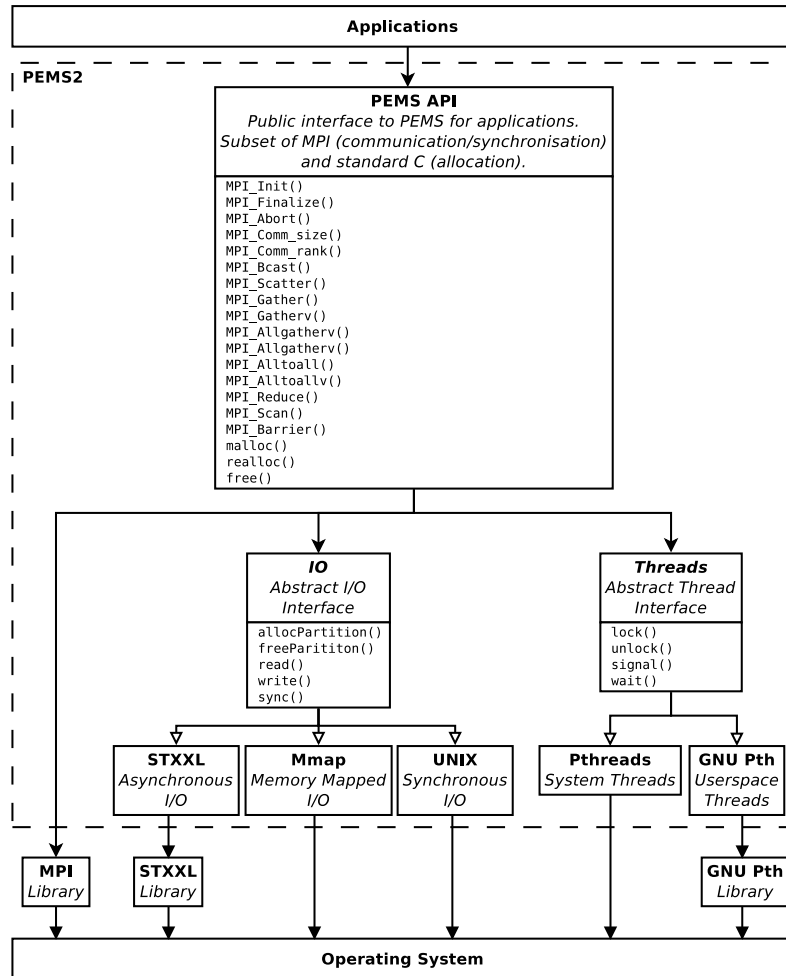 Applications
PEMS2
PEMS API
Public interface to PEMS for applications.
Subset of MPI (communication/synchronisation)
and standard C (allocation).
MPI_Init()
MPI_Finalize()
MPI_Abort()
MPI_Comm_size()
MPI_Comm_rank()
MPI_Bcast()
MPI_Scatter()
MPI_Gather()
MPI_Gatherv()
MPI_Allgatherv()
MPI_Allgatherv()
MPI_Alltoall()
MPI_Alltoallv()
MPI_Reduce()
MPI_Scan()
MPI_Barrier()
malloc()
realloc()
free()
IO
Abstract I/O
Interface
allocPartition()
freeParititon()
read()
write()
sync()
Threads
Abstract Thread
Interface
lock()
unlock()
signal()
wait()
STXXL
Asynchronous
I/O
Mmap
Memory Mapped
I/O
UNIX
Synchronous
I/O
Pthreads
System Threads
GNU Pth
Userspace
Threads
MPI
Library
STXXL
Library
GNU Pth
Library
Operating System